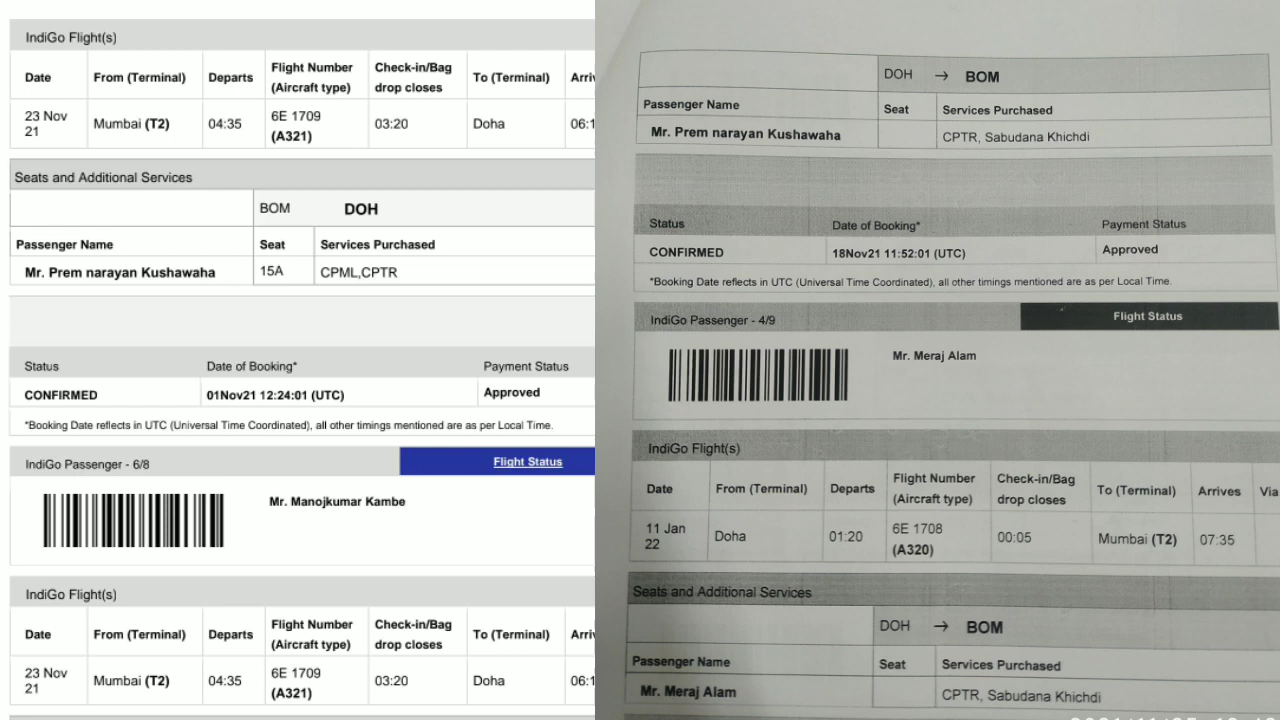 IndiGo Flight(s)
Date From (Terminal) Departs Flight Number (Aircraft type) Check-in/Bag drop closes To (Terminal) Arriv
23 Nov 21 Mumbai (T2) 04:35 6E 1709 (A321) 03:20 Doha 06:1
Seats and Additional Services
BOM DOH
Passenger Name Seat Services Purchased
Mr. Prem narayan Kushawaha 15A CPML,CPTR
Status Date of Booking* Payment Status
CONFIRMED 01Nov21 12:24:01 (UTC) Approved
*Booking Date reflects in UTC (Universal Time Coordinated), all other timings mentioned are as per Local Time.
IndiGo Passenger - 6/8 Flight Status
Mr. Manojkumar Kambe
IndiGo Flight(s)
Date From (Terminal) Departs Flight Number (Aircraft type) Check-in/Bag drop closes To (Terminal) Arriv
23 Nov 21 Mumbai (T2) 04:35 6E 1709 (A321) 03:20 Doha 06:1
DOH → BOM
Passenger Name Seat Services Purchased
Mr. Prem narayan Kushawaha CPTR, Sabudana Khichdi
Status Date of Booking* Payment Status
CONFIRMED 18Nov21 11:52:01 (UTC) Approved
*Booking Date reflects in UTC (Universal Time Coordinated), all other timings mentioned are as per Local Time.
IndiGo Passenger - 4/9 Flight Status
Mr. Meraj Alam
IndiGo Flight(s)
Date From (Terminal) Departs Flight Number (Aircraft type) Check-in/Bag drop closes To (Terminal) Arrives Via
11 Jan 22 Doha 01:20 6E 1708 (A320) 00:05 Mumbai (T2) 07:35
Seats and Additional Services
DOH → BOM
Passenger Name Seat Services Purchased
Mr. Meraj Alam CPTR, Sabudana Khichdi